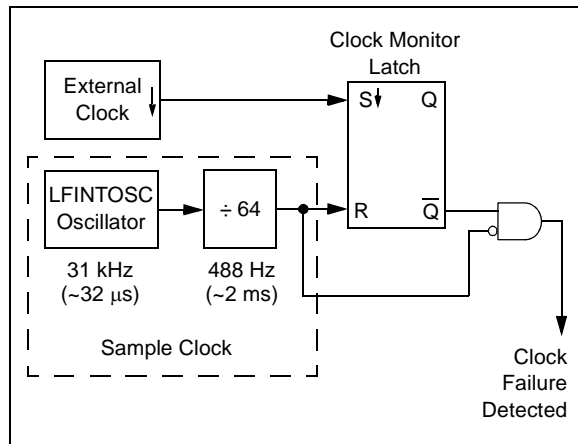 Clock Monitor
Latch
External
Clock
S
Q
LFINTOSC
Oscillator
÷ 64
R
Q̅
31 kHz
(~32 μs)
488 Hz
(~2 ms)
Sample Clock
Clock
Failure
Detected